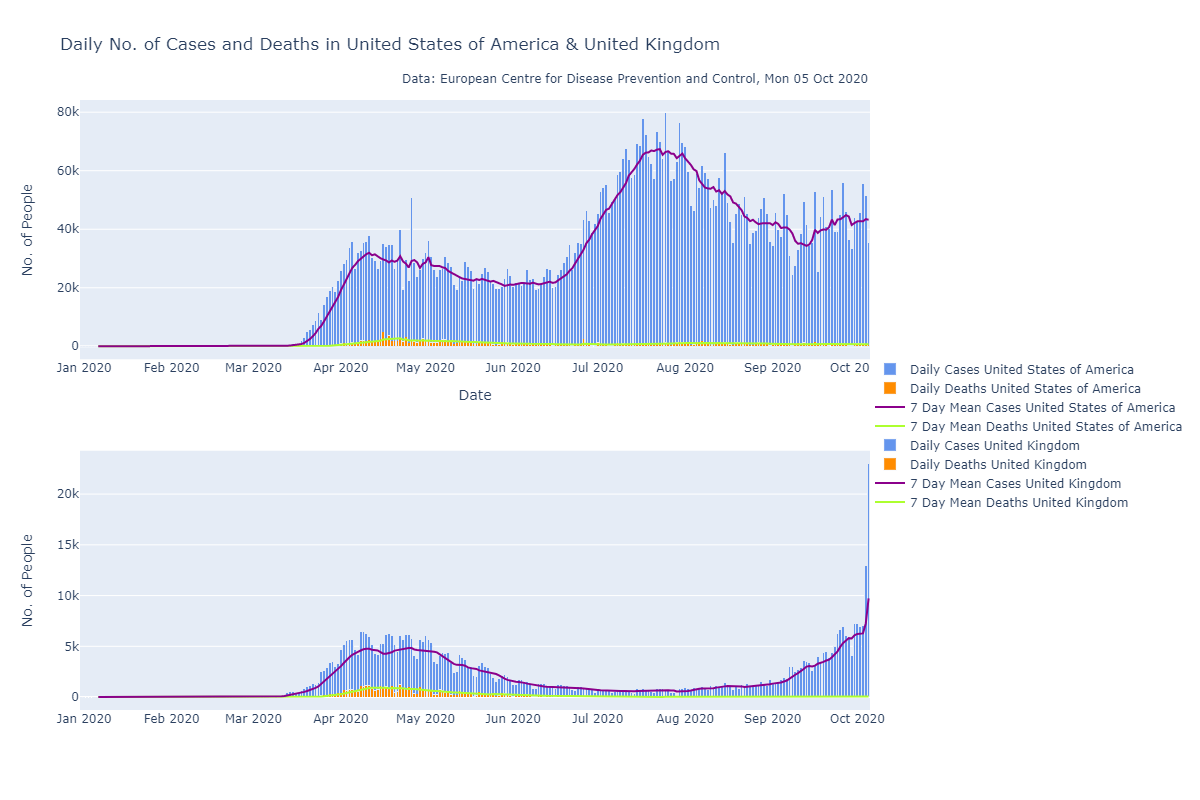 Daily No. of Cases and Deaths in United States of America & United Kingdom
Data: European Centre for Disease Prevention and Control, Mon 05 Oct 2020
80k
60k
40k
20k
0
No. of People
Jan 2020 Feb 2020 Mar 2020 Apr 2020 May 2020 Jun 2020 Jul 2020 Aug 2020 Sep 2020 Oct 20
Date
Daily Cases United States of America
Daily Deaths United States of America
7 Day Mean Cases United States of America
7 Day Mean Deaths United States of America
Daily Cases United Kingdom
Daily Deaths United Kingdom
7 Day Mean Cases United Kingdom
7 Day Mean Deaths United Kingdom
20k
15k
10k
5k
0
No. of People
Jan 2020 Feb 2020 Mar 2020 Apr 2020 May 2020 Jun 2020 Jul 2020 Aug 2020 Sep 2020 Oct 2020